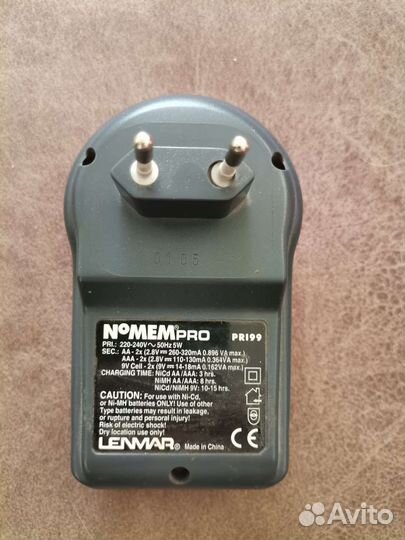 0105
NOMEMPRO PRI99
PRI.: 220-240V ~ 50Hz 5W
SEC.: AA - 2x (2.8V ⎓ 260-320mA 0.896 VA max.)
AAA - 2x (2.8V ⎓ 110-130mA 0.364VA max.)
9V Cell - 2x (9V ⎓ 14-18mA 0.162VA max.)
CHARGING TIME: NiCd AA/AAA: 3 hrs.
NiMH AA/AAA: 8 hrs.
NiCd/NiMH 9V: 10-15 hrs.
CAUTION: For use with Ni-Cd,
or Ni-MH batteries ONLY! Use of other
Type batteries may result in leakage,
or rupture and personal injury!
Risk of electric shock!
Dry location use only!
LENMAR® Made in China
CE
Avito